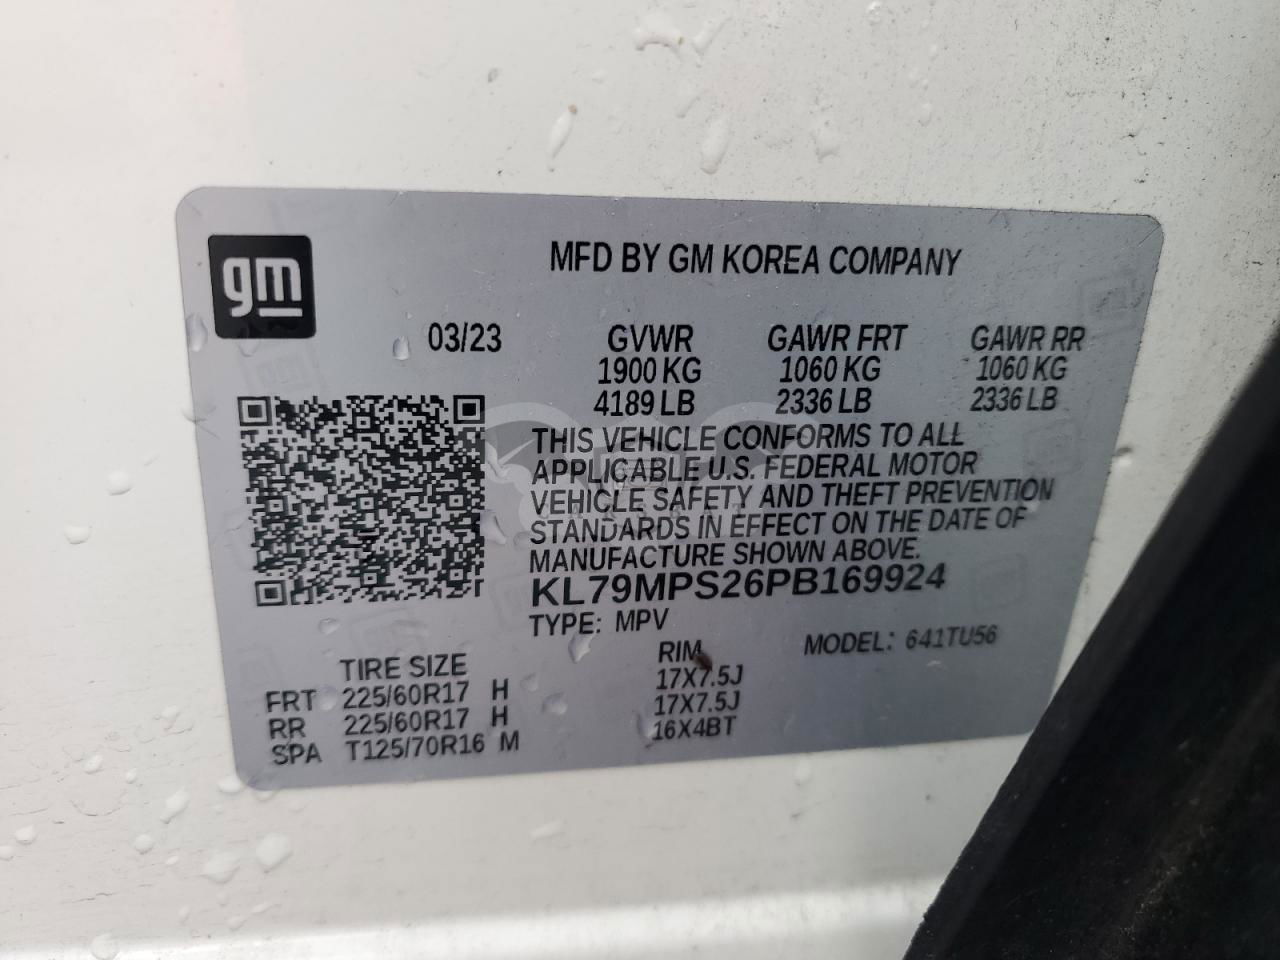 gm
MFD BY GM KOREA COMPANY
03/23 GVWR GAWR FRT GAWR RR
1900 KG 1060 KG 1060 KG
4189 LB 2336 LB 2336 LB
THIS VEHICLE CONFORMS TO ALL
APPLICABLE U.S. FEDERAL MOTOR
VEHICLE SAFETY AND THEFT PREVENTION
STANDARDS IN EFFECT ON THE DATE OF
MANUFACTURE SHOWN ABOVE.
KL79MPS26PB169924
TYPE: MPV MODEL: 641TU56
TIRE SIZE RIM
FRT 225/60R17 H 17X7.5J
RR 225/60R17 H 17X7.5J
SPA T125/70R16 M 16X4BT